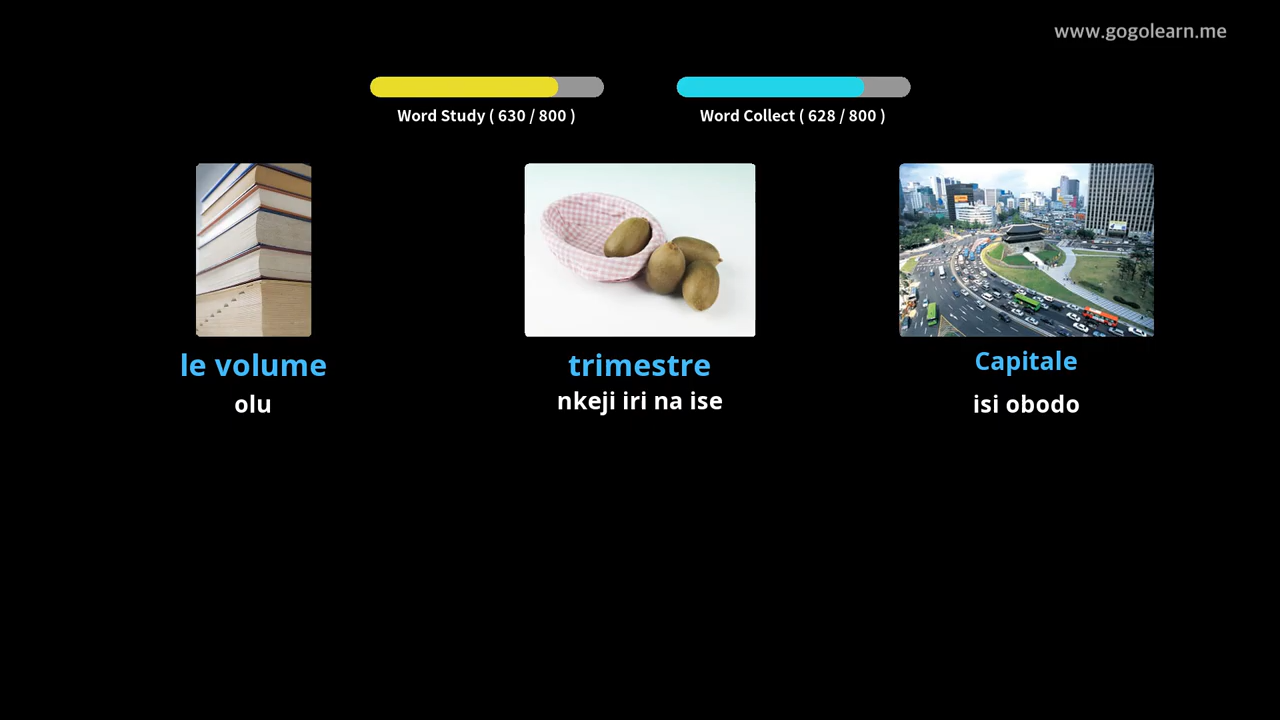 www.gogolearn.me
Word Study ( 630 / 800 )
Word Collect ( 628 / 800 )
le volume
olu
trimestre
nkeji iri na ise
Capitale
isi obodo